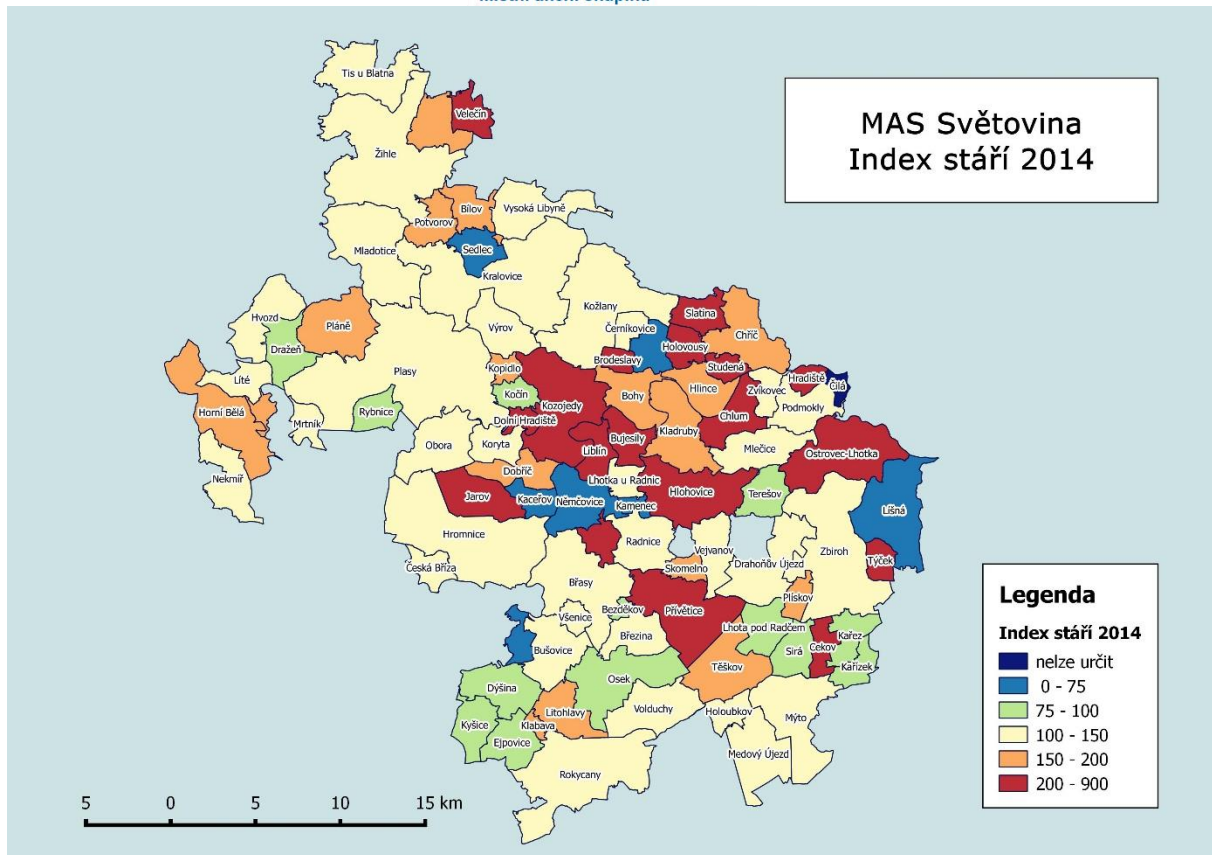 MAS Světovina
Index stáří 2014
Tis u Blatna
Velečín
Žihle
Bílov
Vysoká Libyně
Potvorov
Sedlec
Mladotice
Kralovice
Hvozd
Kožlany
Slatina
Pláně
Výrov
Černíkovice
Chříč
Dražeň
Holovousy
Brodeslavy
Studená
Kopidlo
Plasy
Líté
Hradiště
Čilá
Zvíkovec
Kočín
Bohy
Hlince
Podmokly
Kozojedy
Horní Bělá
Rybnice
Chlum
Dolní Hradiště
Mrtník
Kladruby
Obora
Koryta
Bujesily
Liblín
Mlečice
Ostrovec-Lhotka
Nekmíř
Dobříč
Lhotka u Radnic
Jarov
Kaceřov
Němčovice
Hlohovice
Terešov
Kamenec
Líšná
Hromnice
Radnice
Vejvanov
Zbiroh
Týček
Česká Bříza
Skomelno
Drahoňův Újezd
Břasy
Plískov
Bezděkov
Přívětice
Všenice
Lhota pod Radčem
Kařez
Březina
Cekov
Bušovice
Sirá
Kařízek
Těškov
Osek
Dýšina
Litohlavy
Volduchy
Holoubkov
Mýto
Kyšice
Klabava
Ejpovice
Medový Újezd
Rokycany
5 0 5 10 15 km
Legenda
Index stáří 2014
nelze určit
0 - 75
75 - 100
100 - 150
150 - 200
200 - 900